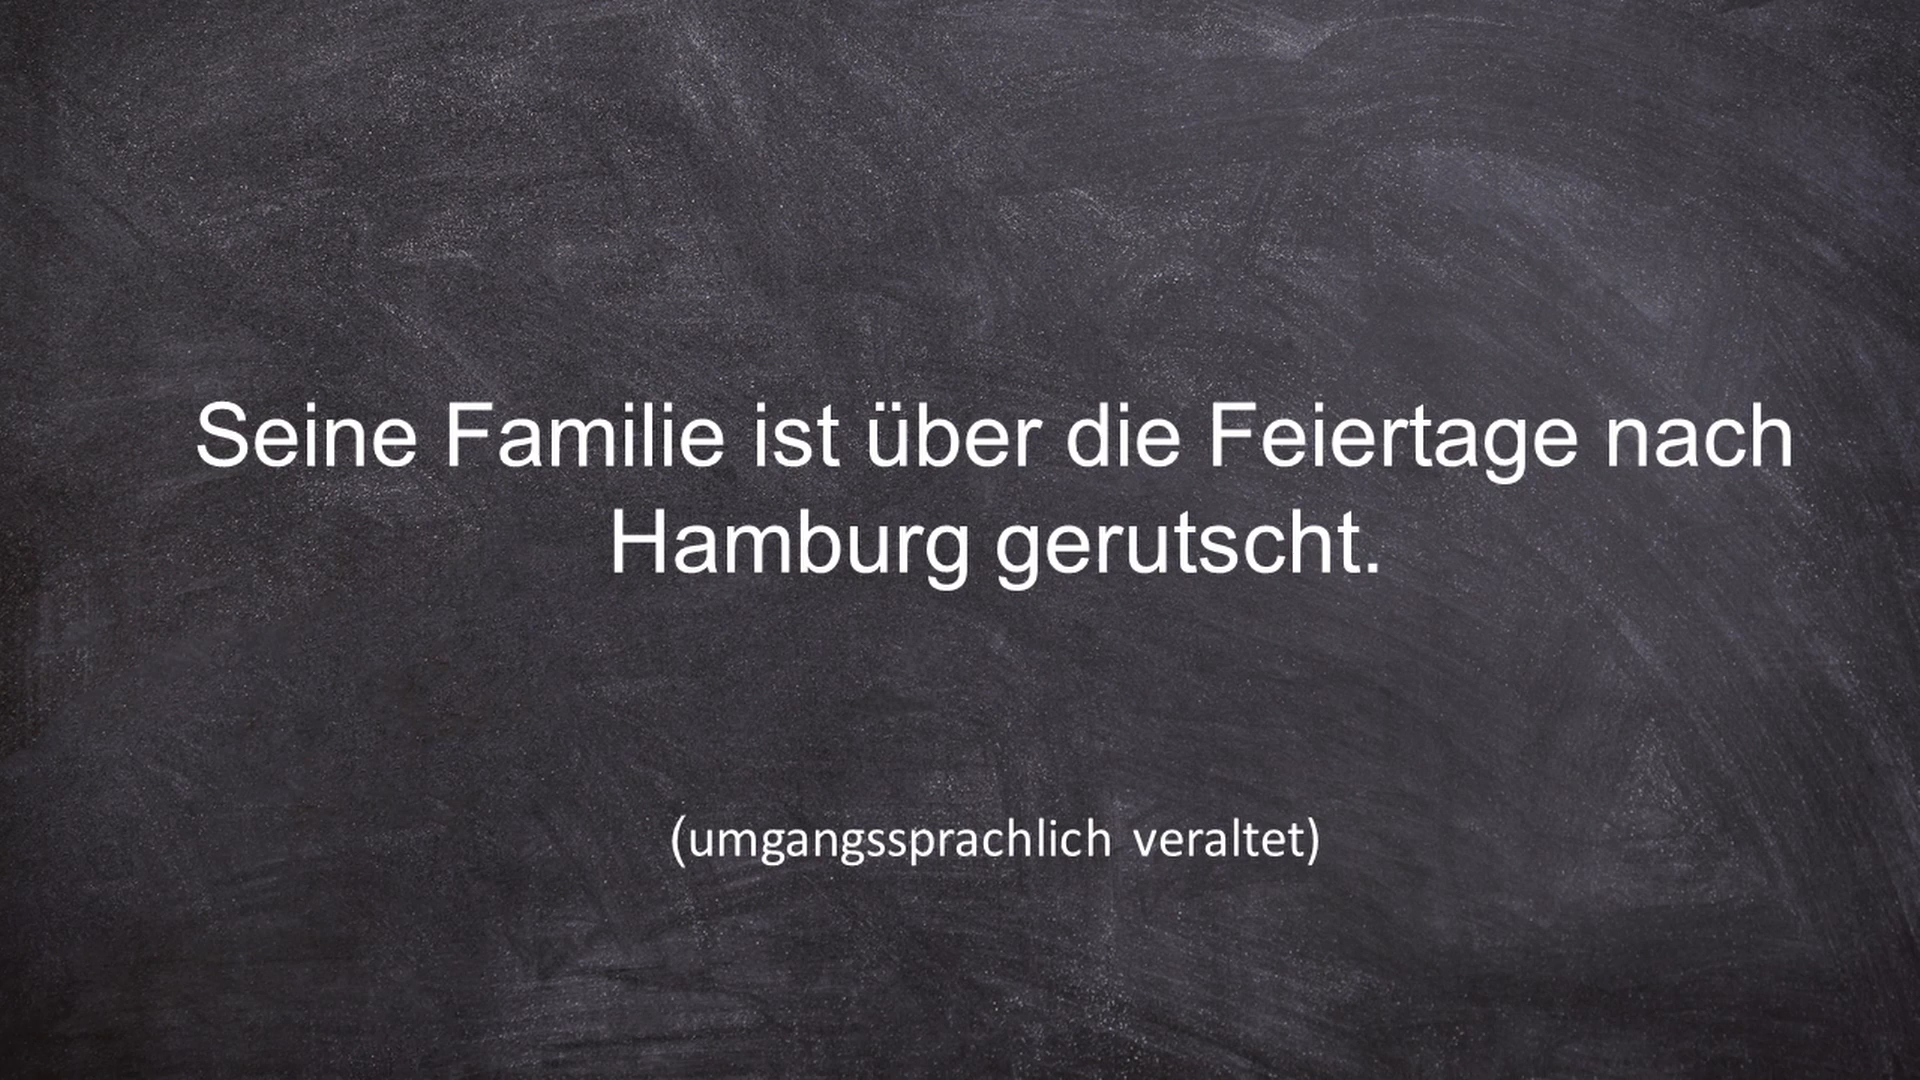 Seine Familie ist über die Feiertage nach
Hamburg gerutscht.
(umgangssprachlich veraltet)